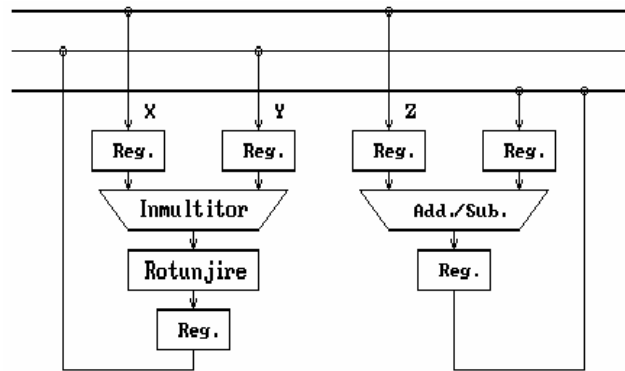 X Y Z
Reg. Reg. Reg. Reg.
Inmultitor Add./Sub.
Rotunjire Reg.
Reg.